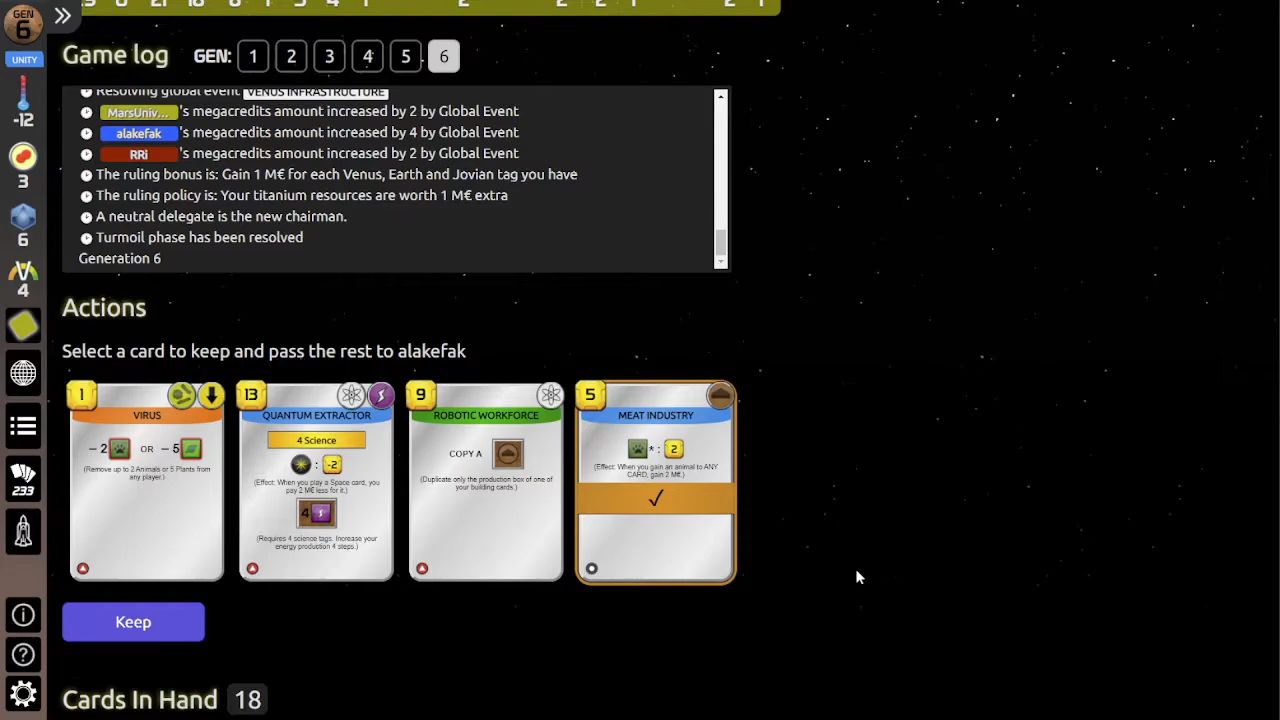 GEN
6
UNITY
-12
3
6
4
233
Game log GEN: 1 2 3 4 5 6
Resolving global event VENUS INFRASTRUCTURE
MarsUniv... 's megacredits amount increased by 2 by Global Event
alakefak 's megacredits amount increased by 4 by Global Event
RRi 's megacredits amount increased by 2 by Global Event
The ruling bonus is: Gain 1 M€ for each Venus, Earth and Jovian tag you have
The ruling policy is: Your titanium resources are worth 1 M€ extra
A neutral delegate is the new chairman.
Turmoil phase has been resolved
Generation 6
Actions
Select a card to keep and pass the rest to alakefak
1
VIRUS
- 2 OR - 5
(Remove up to 2 Animals or 5 Plants from
any player.)
13
QUANTUM EXTRACTOR
4 Science
: -2
(Effect: When you play a Space card, you
pay 2 M€ less for it.)
4
(Requires 4 science tags. Increase your
energy production 4 steps.)
9
ROBOTIC WORKFORCE
COPY A
(Duplicate only the production box of one of
your building cards.)
5
MEAT INDUSTRY
* : 2
(Effect: When you gain an animal to ANY
CARD, gain 2 M€.)
✓
Keep
Cards In Hand 18